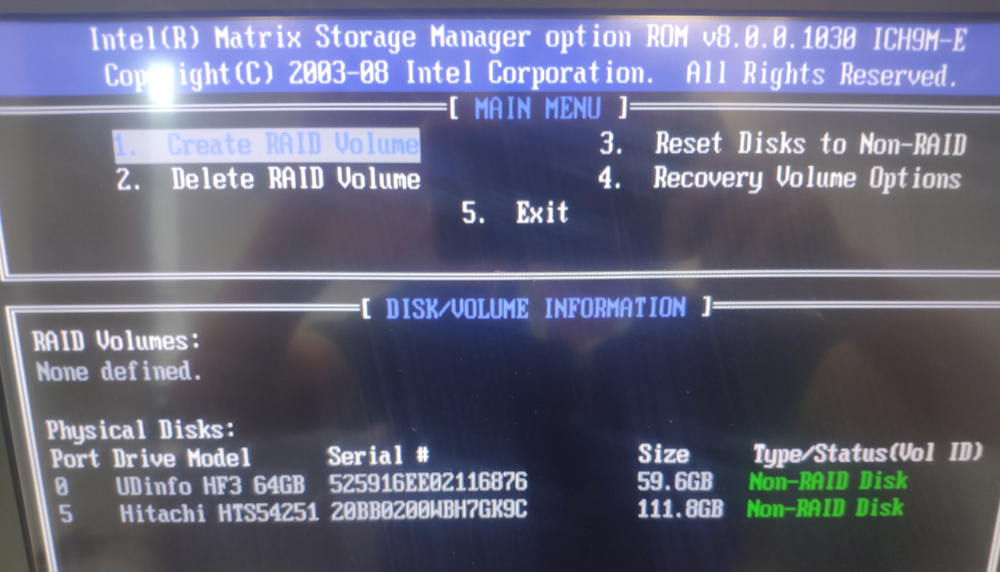 Intel(R) Matrix Storage Manager option ROM v8.0.0.1030 ICH9M-E
Copyright(C) 2003-08 Intel Corporation. All Rights Reserved.
[ MAIN MENU ]
1. Create RAID Volume 3. Reset Disks to Non-RAID
2. Delete RAID Volume 4. Recovery Volume Options
5. Exit
[ DISK/VOLUME INFORMATION ]
RAID Volumes:
None defined.
Physical Disks:
Port Drive Model Serial # Size Type/Status(Vol ID)
0 UDinfo HF3 64GB 525916EE02116876 59.6GB Non-RAID Disk
5 Hitachi HTS54251 20BB0200WBH7GK9C 111.8GB Non-RAID Disk